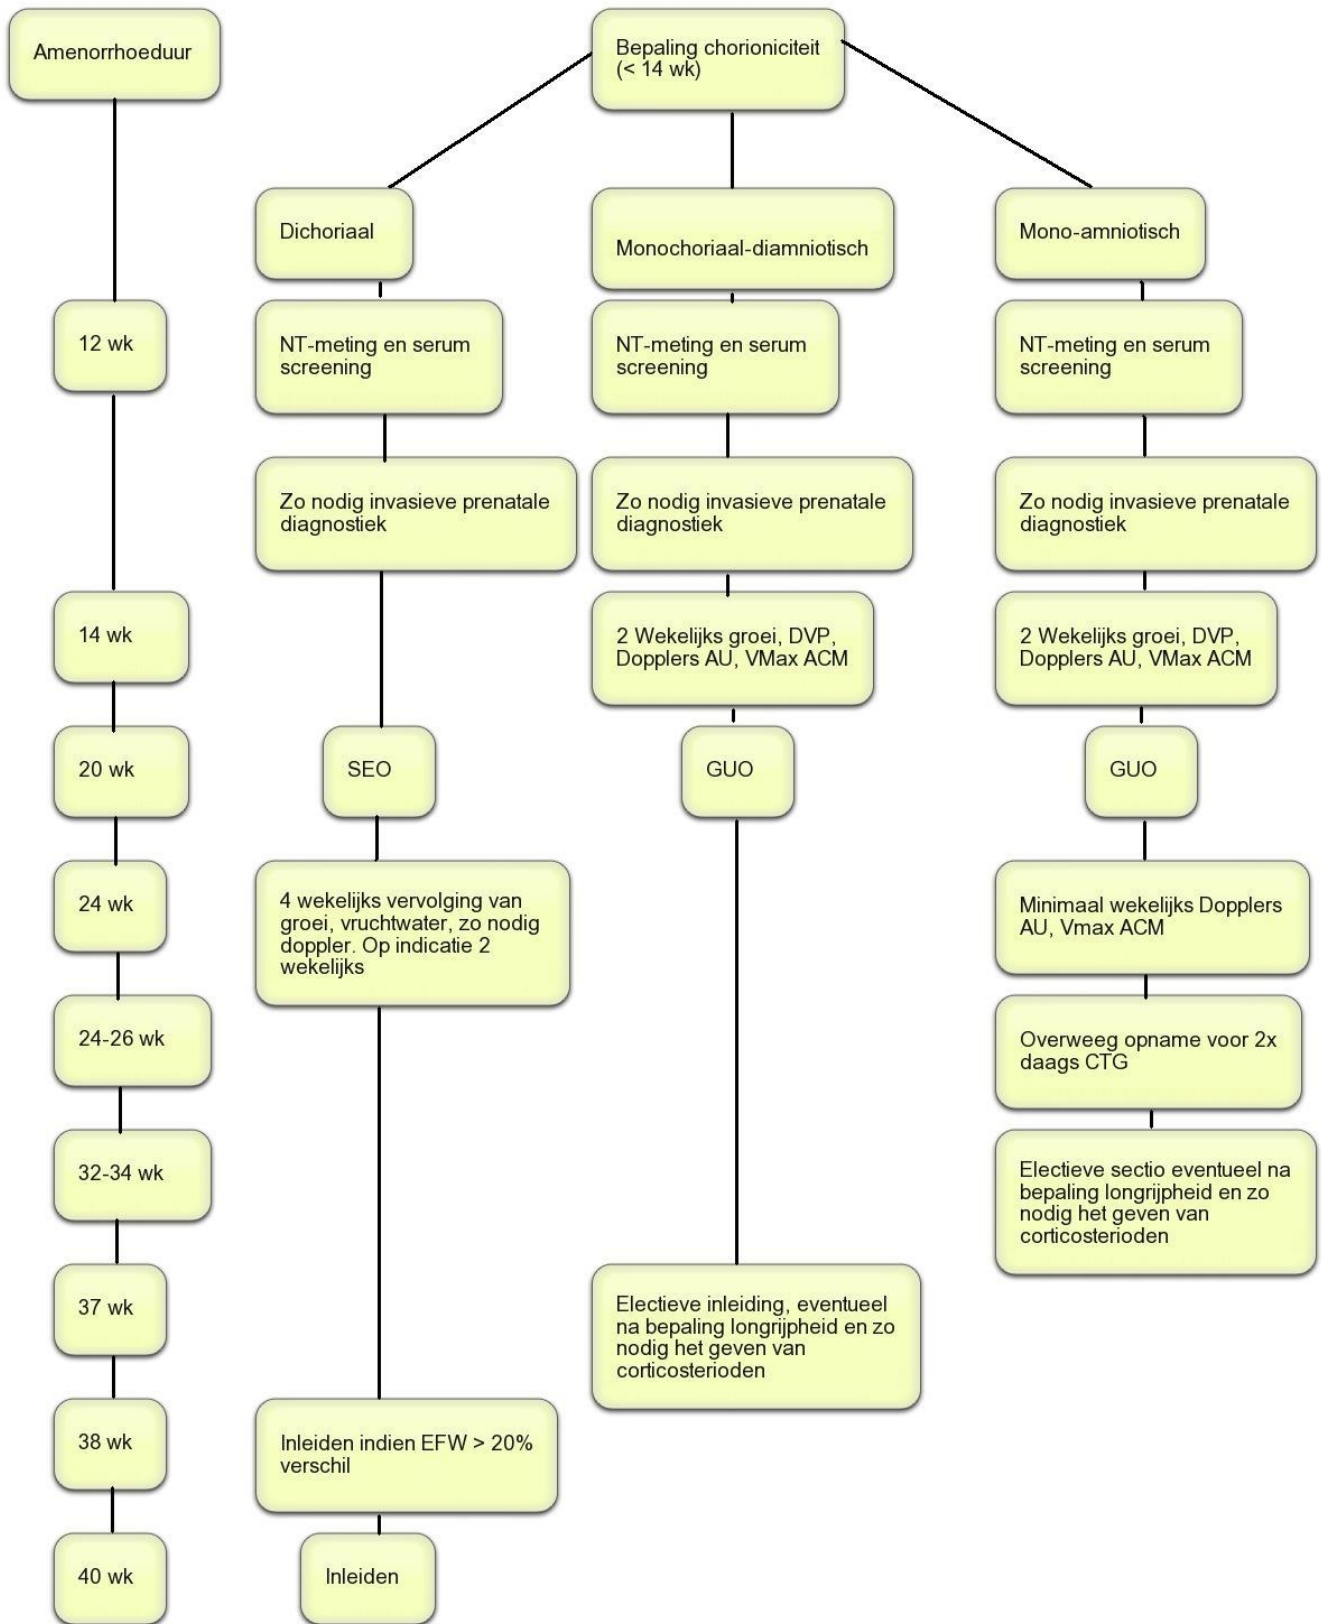 Amenorrhoeduur
Bepaling chorioniciteit
(< 14 wk)
Dichoriaal
Monochoriaal-diamniotisch
Mono-amniotisch
12 wk
NT-meting en serum
screening
NT-meting en serum
screening
NT-meting en serum
screening
Zo nodig invasieve prenatale
diagnostiek
Zo nodig invasieve prenatale
diagnostiek
Zo nodig invasieve prenatale
diagnostiek
14 wk
2 Wekelijks groei, DVP,
Dopplers AU, VMax ACM
2 Wekelijks groei, DVP,
Dopplers AU, VMax ACM
20 wk
SEO
GUO
GUO
24 wk
4 wekelijks vervolging van
groei, vruchtwater, zo nodig
doppler. Op indicatie 2
wekelijks
Minimaal wekelijks Dopplers
AU, Vmax ACM
24-26 wk
Overweeg opname voor 2x
daags CTG
32-34 wk
Electieve sectio eventueel na
bepaling longrijpheid en zo
nodig het geven van
corticosterioden
37 wk
Electieve inleiding, eventueel
na bepaling longrijpheid en zo
nodig het geven van
corticosterioden
38 wk
Inleiden indien EFW > 20%
verschil
40 wk
Inleiden